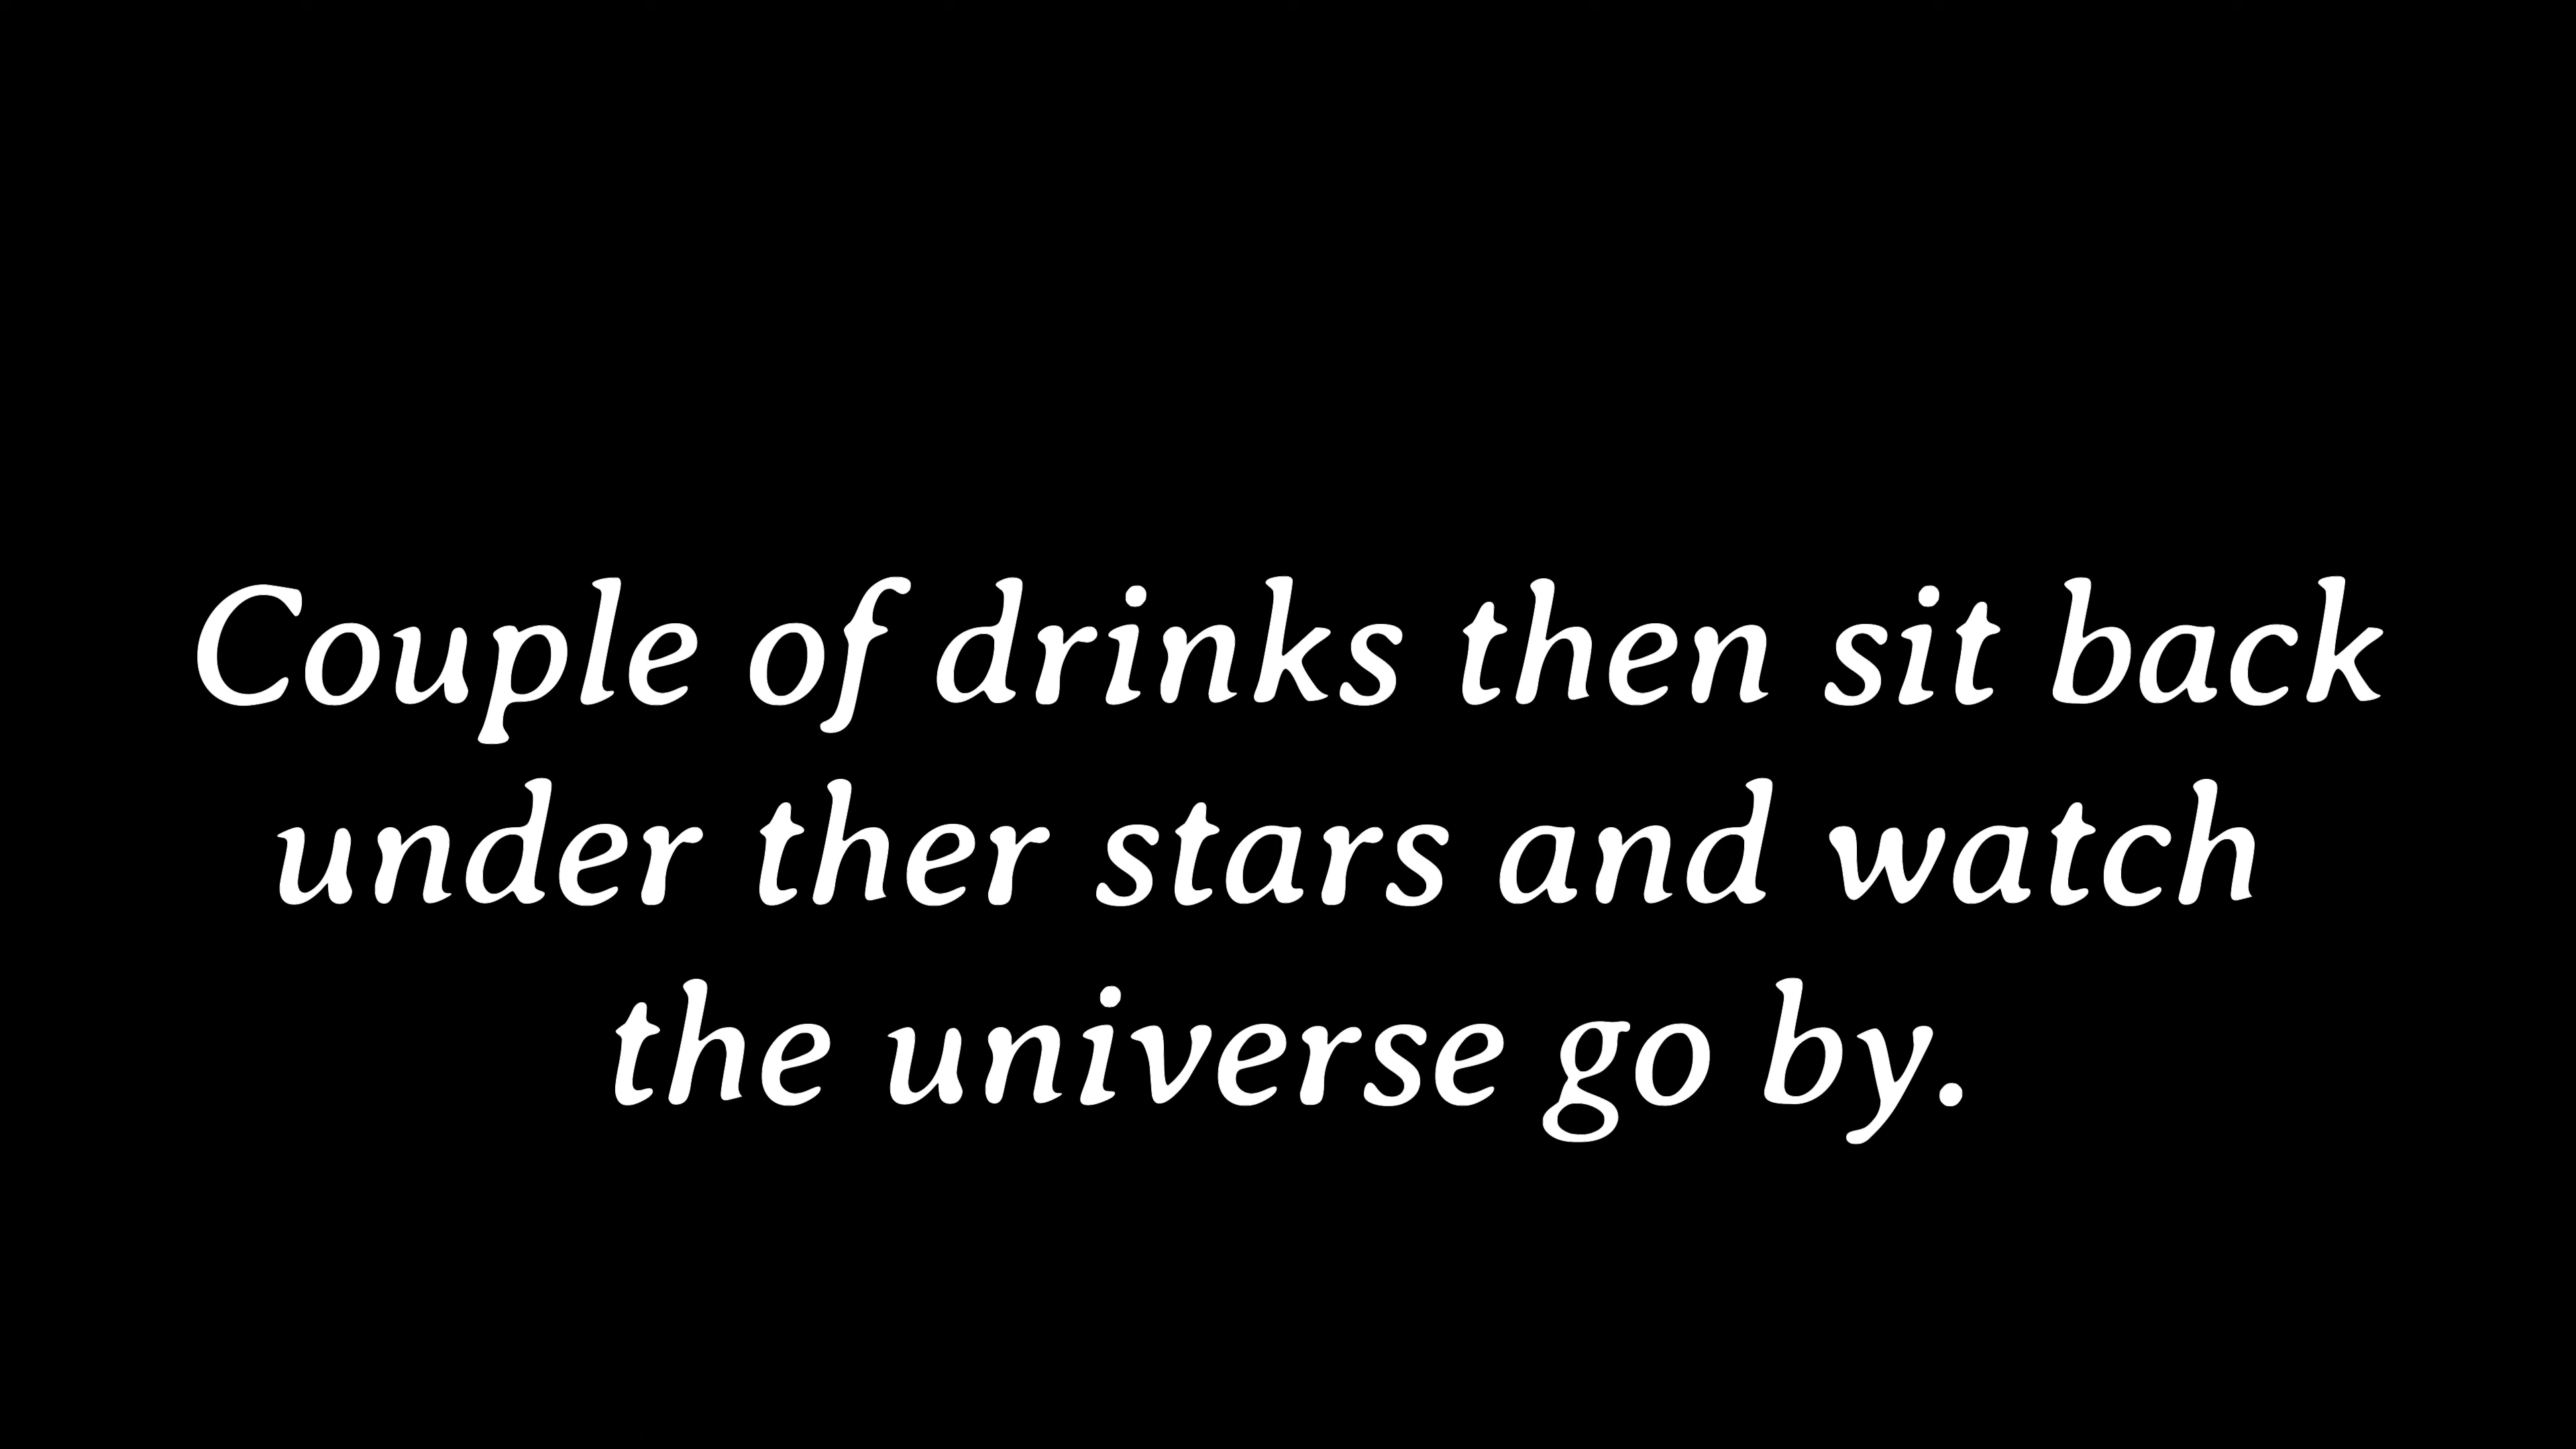 Couple of drinks then sit back
under ther stars and watch
the universe go by.